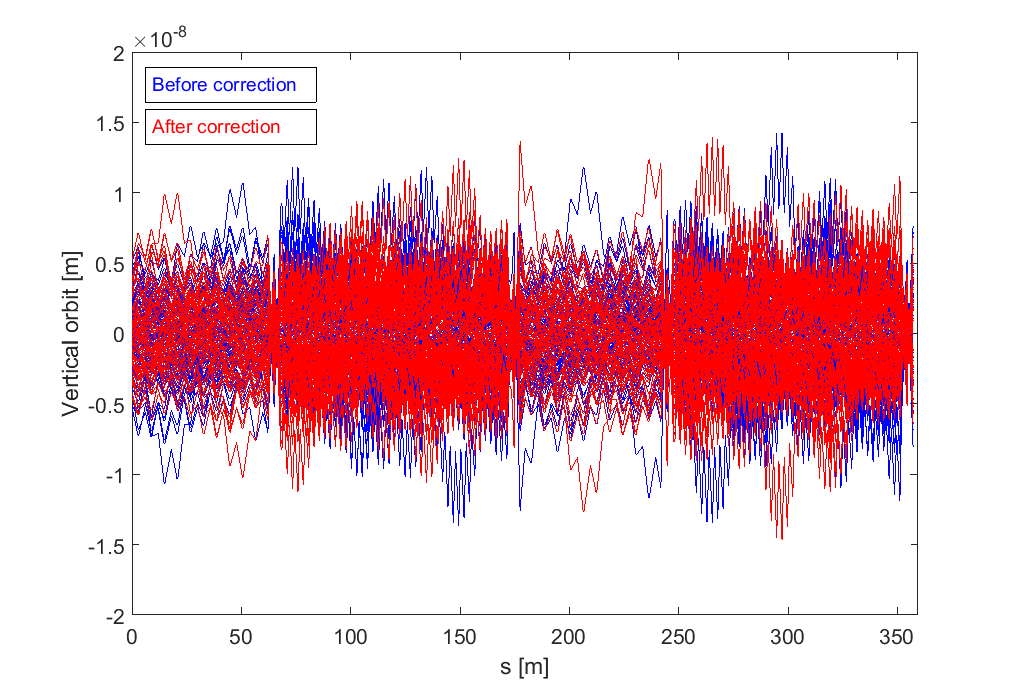 ×10-8
2
1.5
1
0.5
0
-0.5
-1
-1.5
-2
Before correction
After correction
Vertical orbit [m]
0 50 100 150 200 250 300 350
s [m]